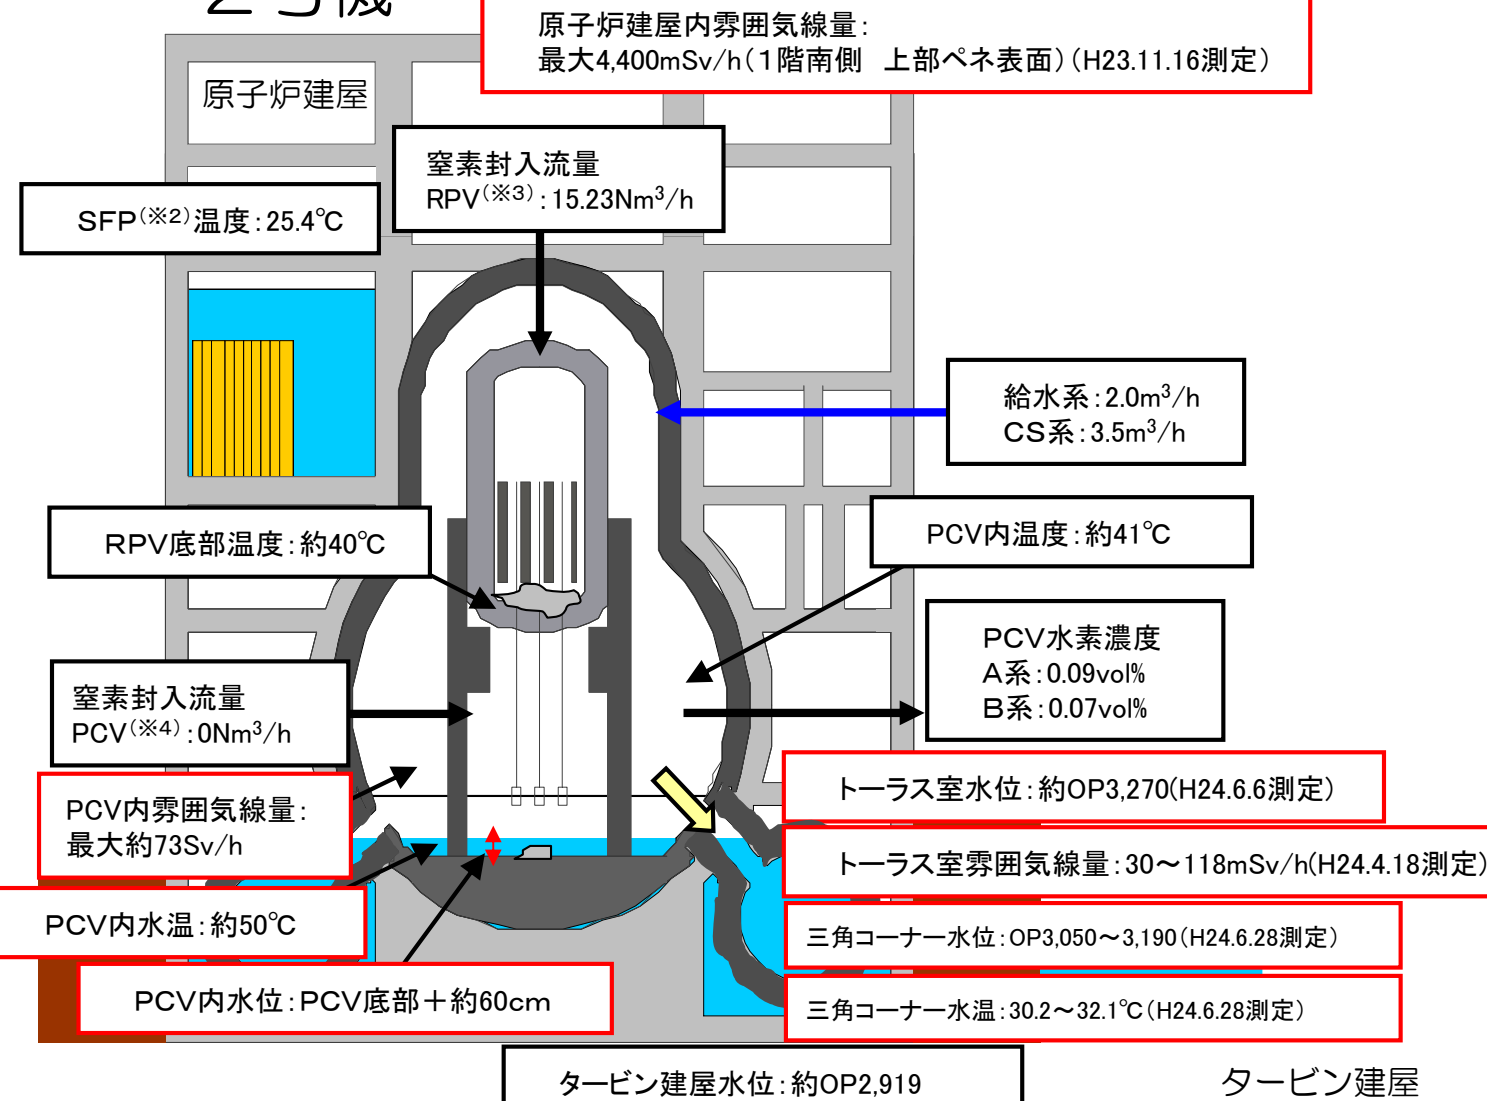 2号機
原子炉建屋内雰囲気線量:
最大4,400mSv/h(1階南側　上部ペネ表面)(H23.11.16測定)
原子炉建屋
窒素封入流量
RPV(※3):15.23Nm³/h
SFP(※2)温度:25.4℃
給水系:2.0m³/h
CS系:3.5m³/h
RPV底部温度:約40℃
PCV内温度:約41℃
PCV水素濃度
A系:0.09vol%
B系:0.07vol%
窒素封入流量
PCV(※4):0Nm³/h
PCV内雰囲気線量:
最大約73Sv/h
トーラス室水位:約OP3,270(H24.6.6測定)
トーラス室雰囲気線量:30～118mSv/h(H24.4.18測定)
PCV内水温:約50℃
三角コーナー水位:OP3,050～3,190(H24.6.28測定)
PCV内水位:PCV底部＋約60cm
三角コーナー水温:30.2～32.1℃(H24.6.28測定)
タービン建屋水位:約OP2,919
タービン建屋